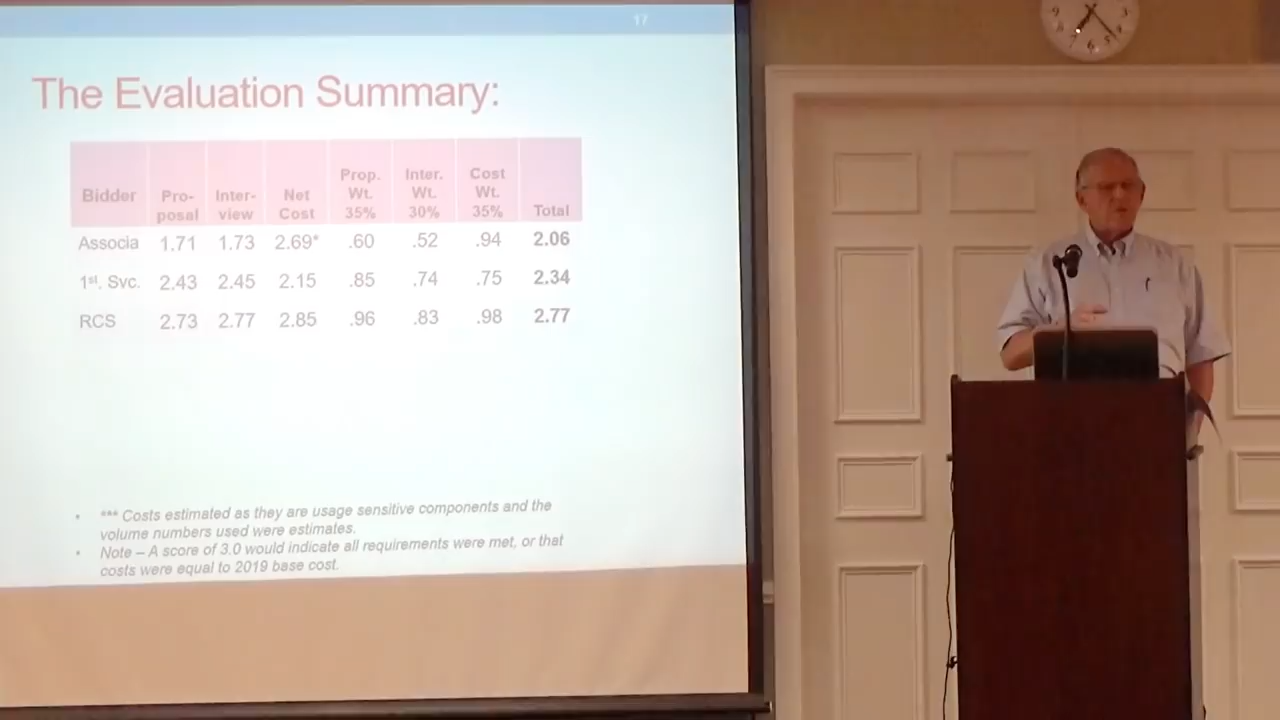 17
The Evaluation Summary:
Bidder Pro-posal Inter-view Net Cost Prop. Wt. 35% Inter. Wt. 30% Cost Wt. 35% Total
Associa 1.71 1.73 2.69* .60 .52 .94 2.06
1st. Svc. 2.43 2.45 2.15 .85 .74 .75 2.34
RCS 2.73 2.77 2.85 .96 .83 .98 2.77
• *** Costs estimated as they are usage sensitive components and the
volume numbers used were estimates.
• Note – A score of 3.0 would indicate all requirements were met, or that
costs were equal to 2019 base cost.